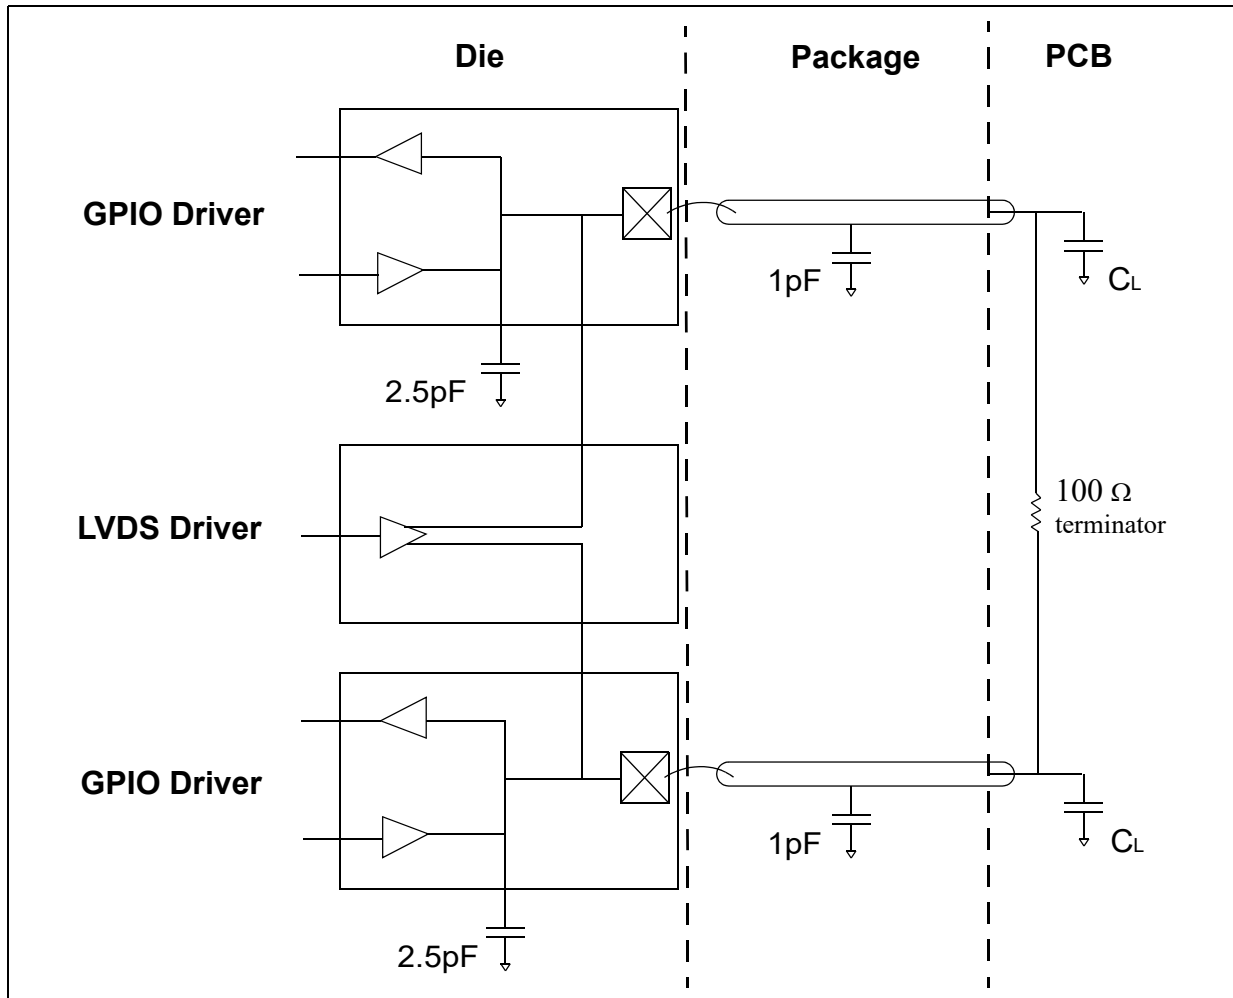 Die
Package
PCB
GPIO Driver
1pF
CL
2.5pF
LVDS Driver
100 Ω
terminator
GPIO Driver
1pF
CL
2.5pF